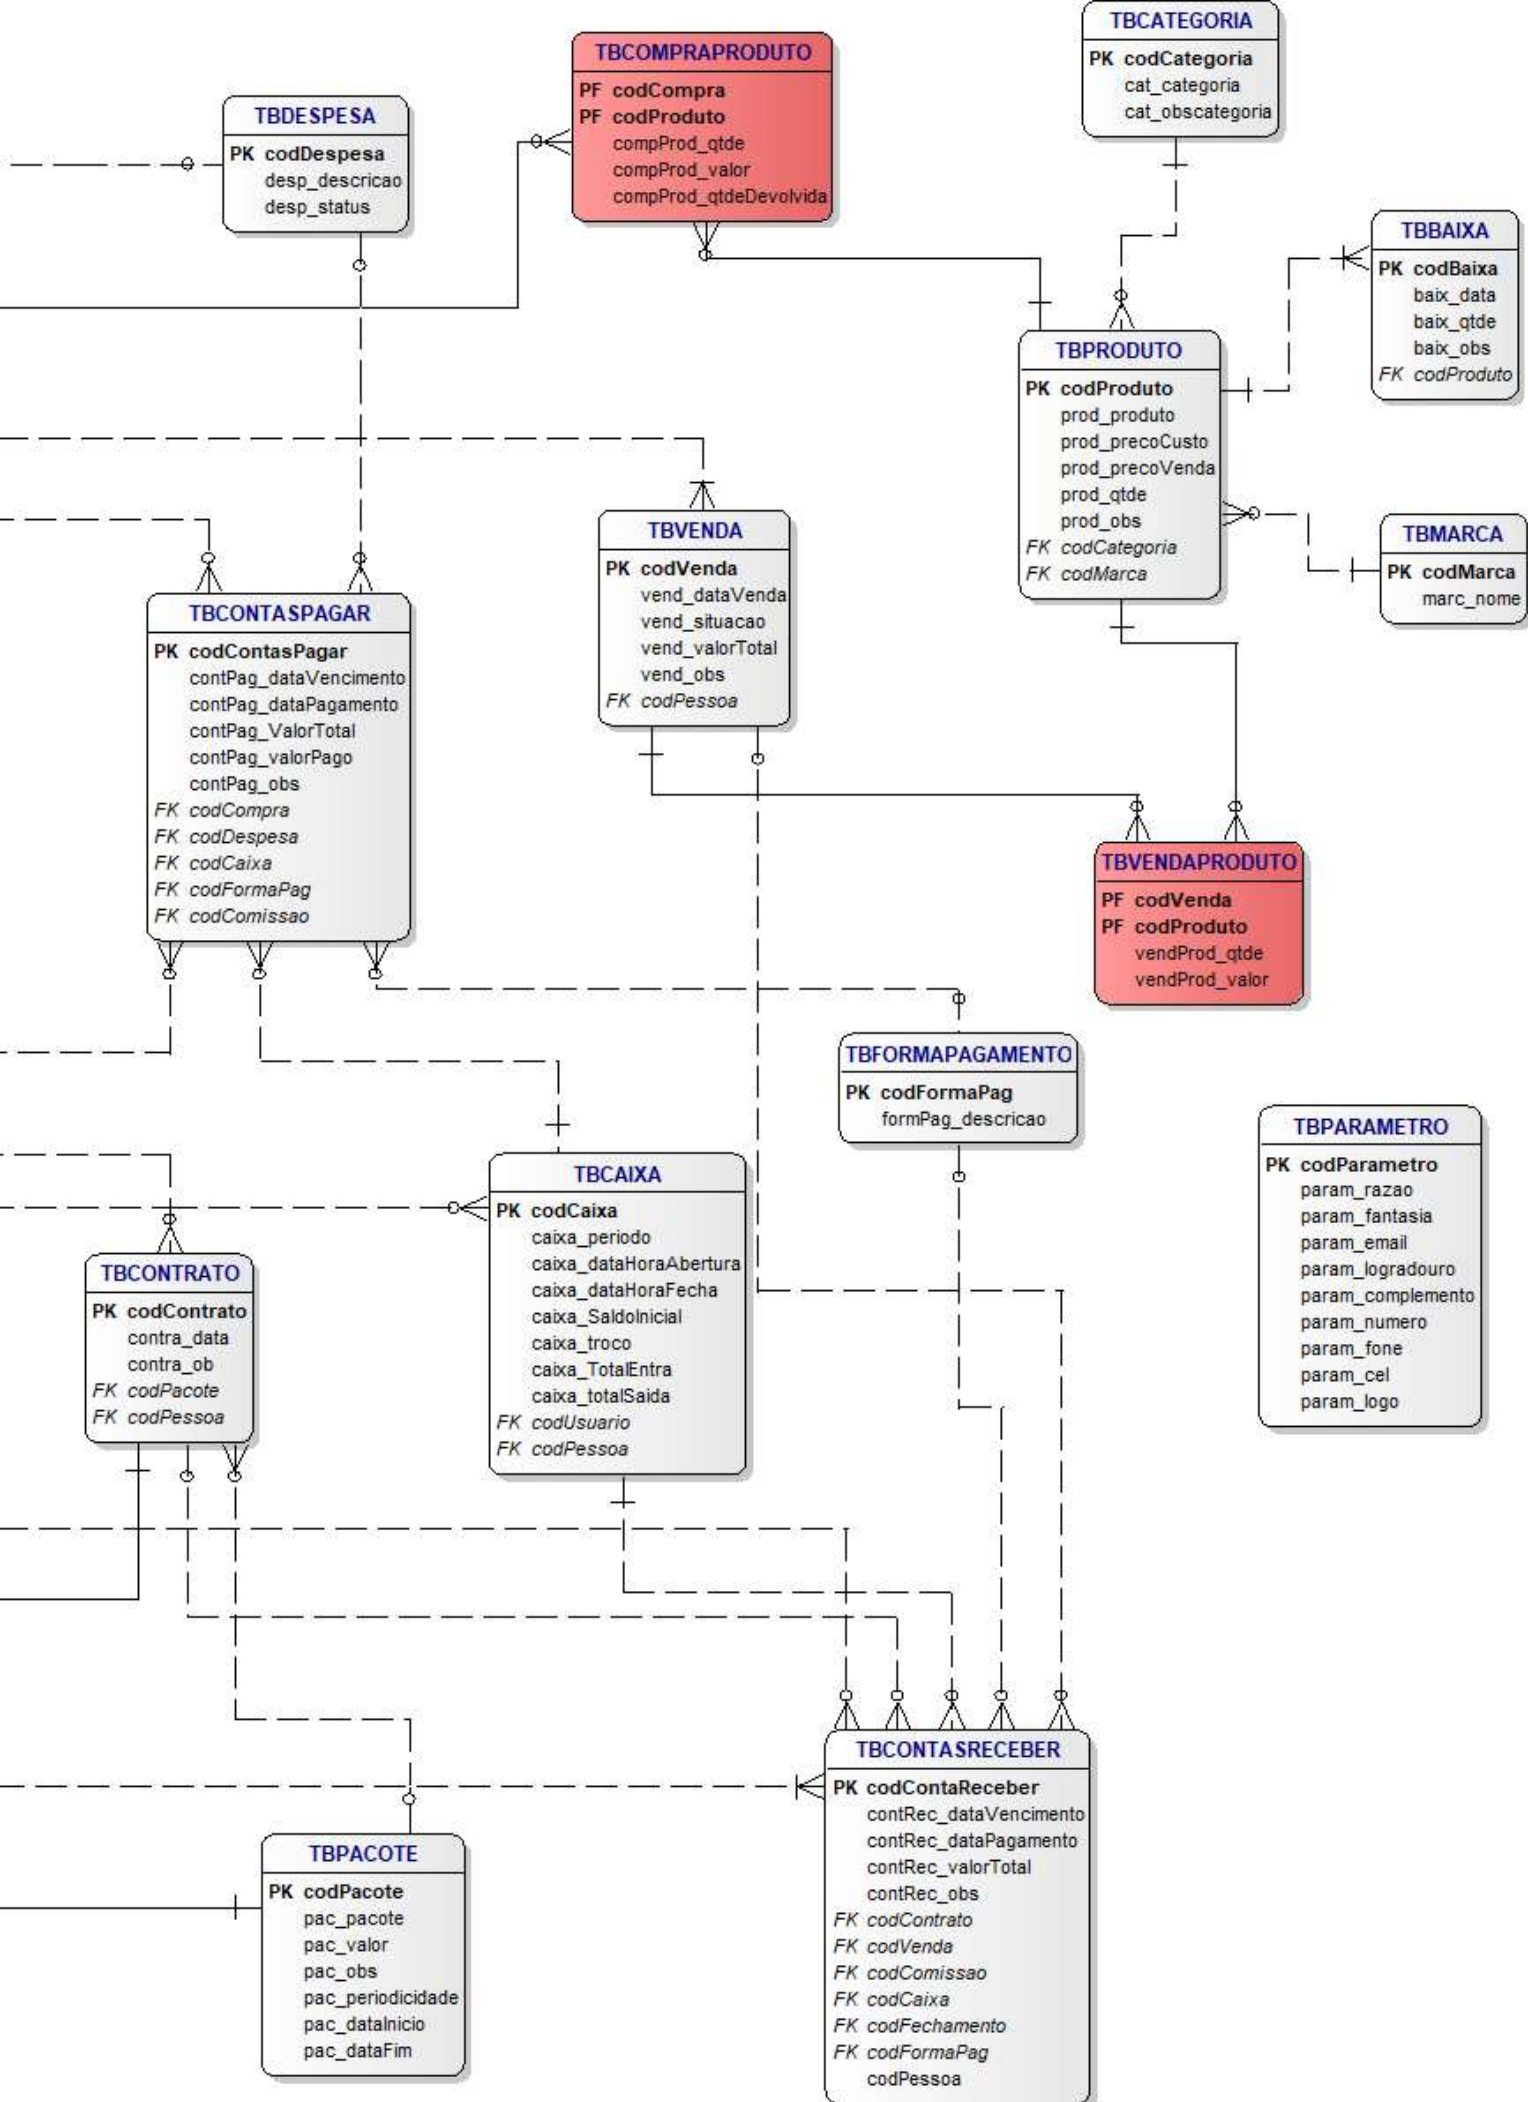 TBCATEGORIA
PK codCategoria
cat_categoria
cat_obscategoria
TBCOMPRAPRODUTO
PF codCompra
PF codProduto
compProd_qtde
compProd_valor
compProd_qtdeDevolvida
TBDESPESA
PK codDespesa
desp_descricao
desp_status
TBBAIXA
PK codBaixa
baix_data
baix_qtde
baix_obs
FK codProduto
TBPRODUTO
PK codProduto
prod_produto
prod_precoCusto
prod_precoVenda
prod_qtde
prod_obs
FK codCategoria
FK codMarca
TBMARCA
PK codMarca
marc_nome
TBVENDA
PK codVenda
vend_dataVenda
vend_situacao
vend_valorTotal
vend_obs
FK codPessoa
TBCONTASPAGAR
PK codContasPagar
contPag_dataVencimento
contPag_dataPagamento
contPag_ValorTotal
contPag_valorPago
contPag_obs
FK codCompra
FK codDespesa
FK codCaixa
FK codFormaPag
FK codComissao
TBVENDAPRODUTO
PF codVenda
PF codProduto
vendProd_qtde
vendProd_valor
TBFORMAPAGAMENTO
PK codFormaPag
formPag_descricao
TBPARAMETRO
PK codParametro
param_razao
param_fantasia
param_email
param_logradouro
param_complemento
param_numero
param_fone
param_cel
param_logo
TBCAIXA
PK codCaixa
caixa_periodo
caixa_dataHoraAbertura
caixa_dataHoraFecha
caixa_SaldoInicial
caixa_troco
caixa_TotalEntra
caixa_totalSaida
FK codUsuario
FK codPessoa
TBCONTRATO
PK codContrato
contra_data
contra_ob
FK codPacote
FK codPessoa
TBCONTASRECEBER
PK codContaReceber
contRec_dataVencimento
contRec_dataPagamento
contRec_valorTotal
contRec_obs
FK codContrato
FK codVenda
FK codComissao
FK codCaixa
FK codFechamento
FK codFormaPag
codPessoa
TBPACOTE
PK codPacote
pac_pacote
pac_valor
pac_obs
pac_periodicidade
pac_dataInicio
pac_dataFim